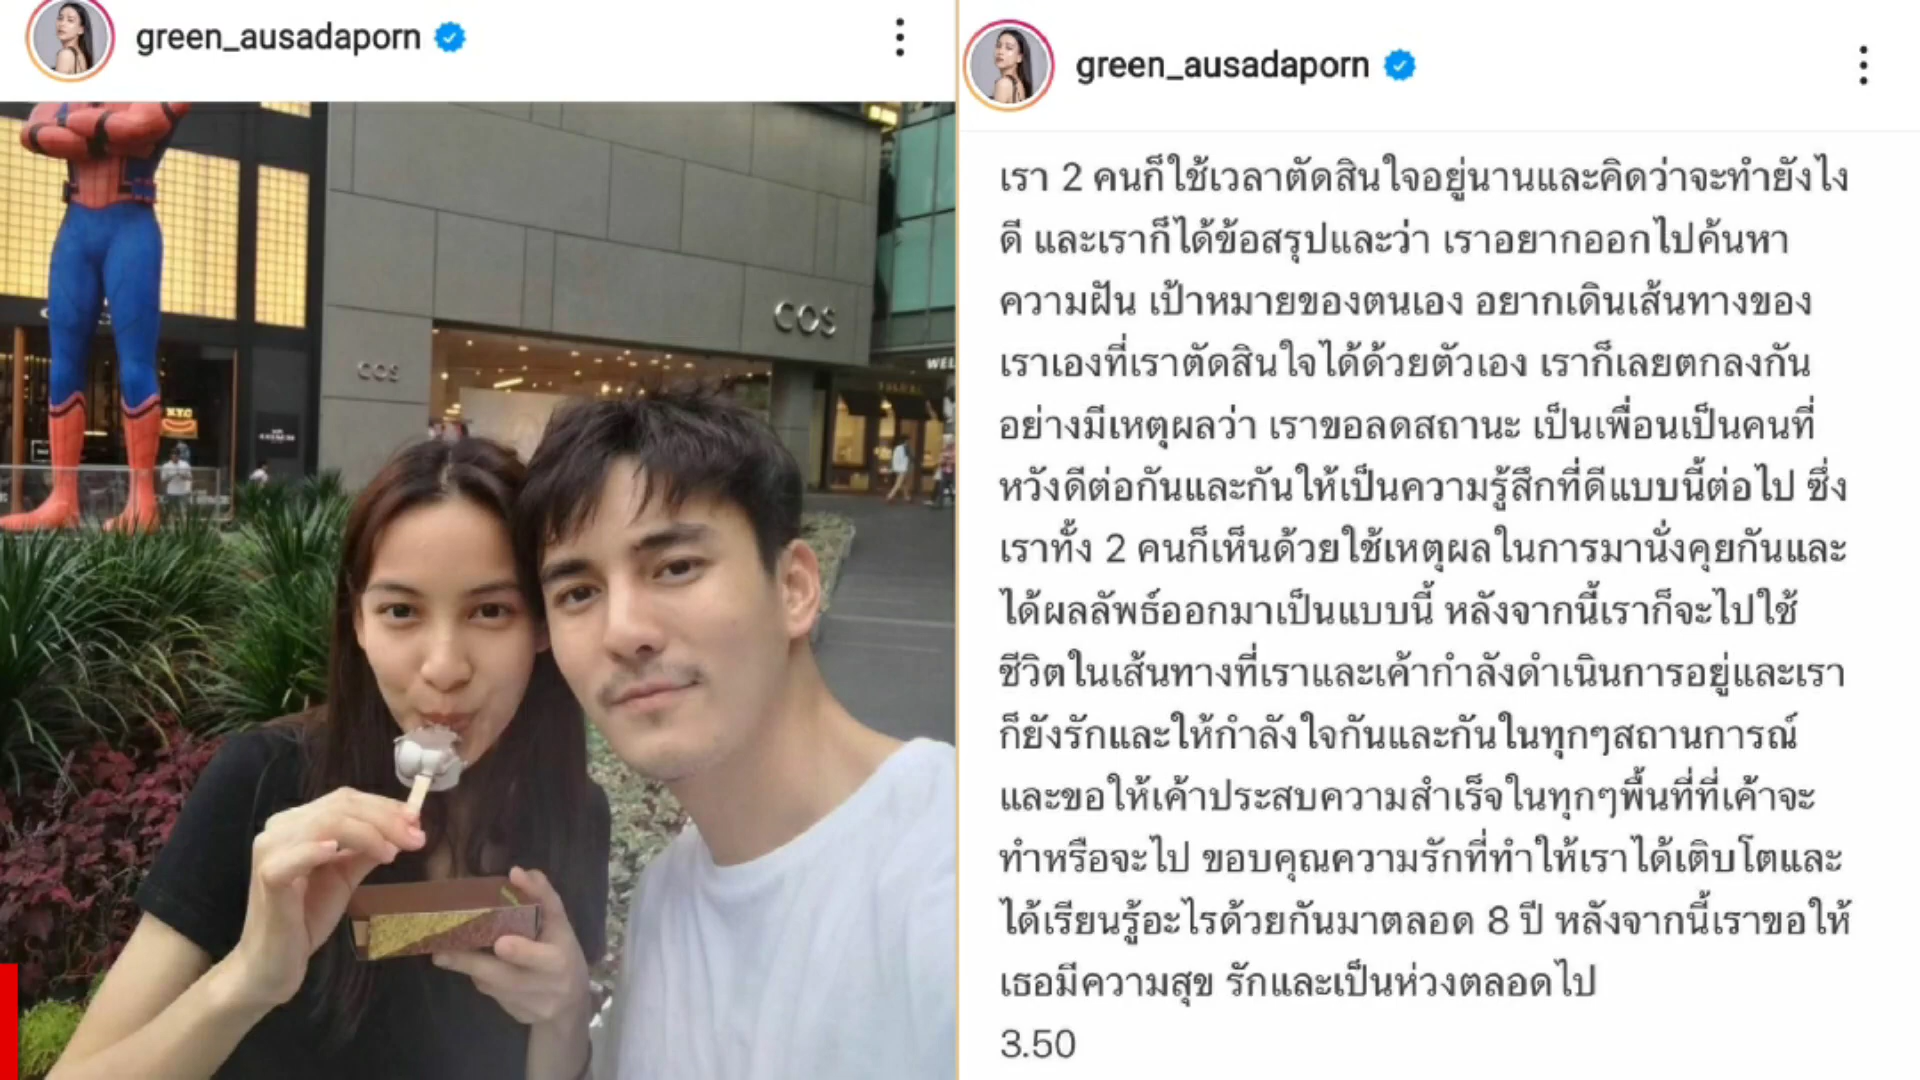 green_ausadaporn
COS
COS
WEL
NYC
COACH
green_ausadaporn
เรา 2 คนก็ใช้เวลาตัดสินใจอยู่นานและคิดว่าจะทำยังไง
ดี และเราก็ได้ข้อสรุปและว่า เราอยากออกไปค้นหา
ความฝัน เป้าหมายของตนเอง อยากเดินเส้นทางของ
เราเองที่เราตัดสินใจได้ด้วยตัวเอง เราก็เลยตกลงกัน
อย่างมีเหตุผลว่า เราขอลดสถานะ เป็นเพื่อนเป็นคนที่
หวังดีต่อกันและกันให้เป็นความรู้สึกที่ดีแบบนี้ต่อไป ซึ่ง
เราทั้ง 2 คนก็เห็นด้วยใช้เหตุผลในการมานั่งคุยกันและ
ได้ผลลัพธ์ออกมาเป็นแบบนี้ หลังจากนี้เราก็จะไปใช้
ชีวิตในเส้นทางที่เราและเค้ากำลังดำเนินการอยู่และเรา
ก็ยังรักและให้กำลังใจกันและกันในทุกๆสถานการณ์
และขอให้เค้าประสบความสำเร็จในทุกๆพื้นที่ที่เค้าจะ
ทำหรือจะไป ขอบคุณความรักที่ทำให้เราได้เติบโตและ
ได้เรียนรู้อะไรด้วยกันมาตลอด 8 ปี หลังจากนี้เราขอให้
เธอมีความสุข รักและเป็นห่วงตลอดไป
3.50